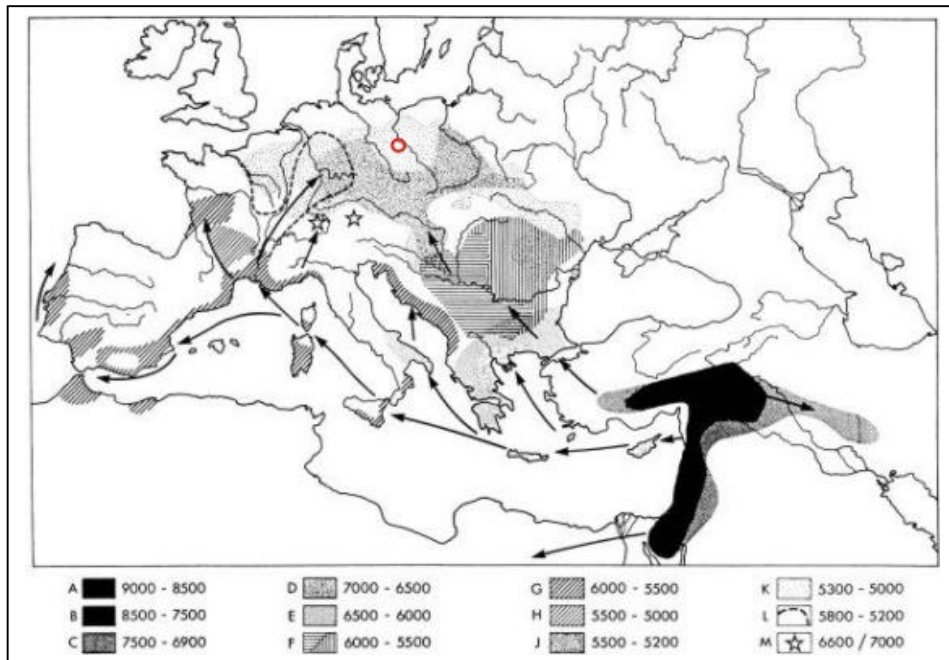 A 9000 - 8500
B 8500 - 7500
C 7500 - 6900
D 7000 - 6500
E 6500 - 6000
F 6000 - 5500
G 6000 - 5500
H 5500 - 5000
J 5500 - 5200
K 5300 - 5000
L 5800 - 5200
M 6600 / 7000